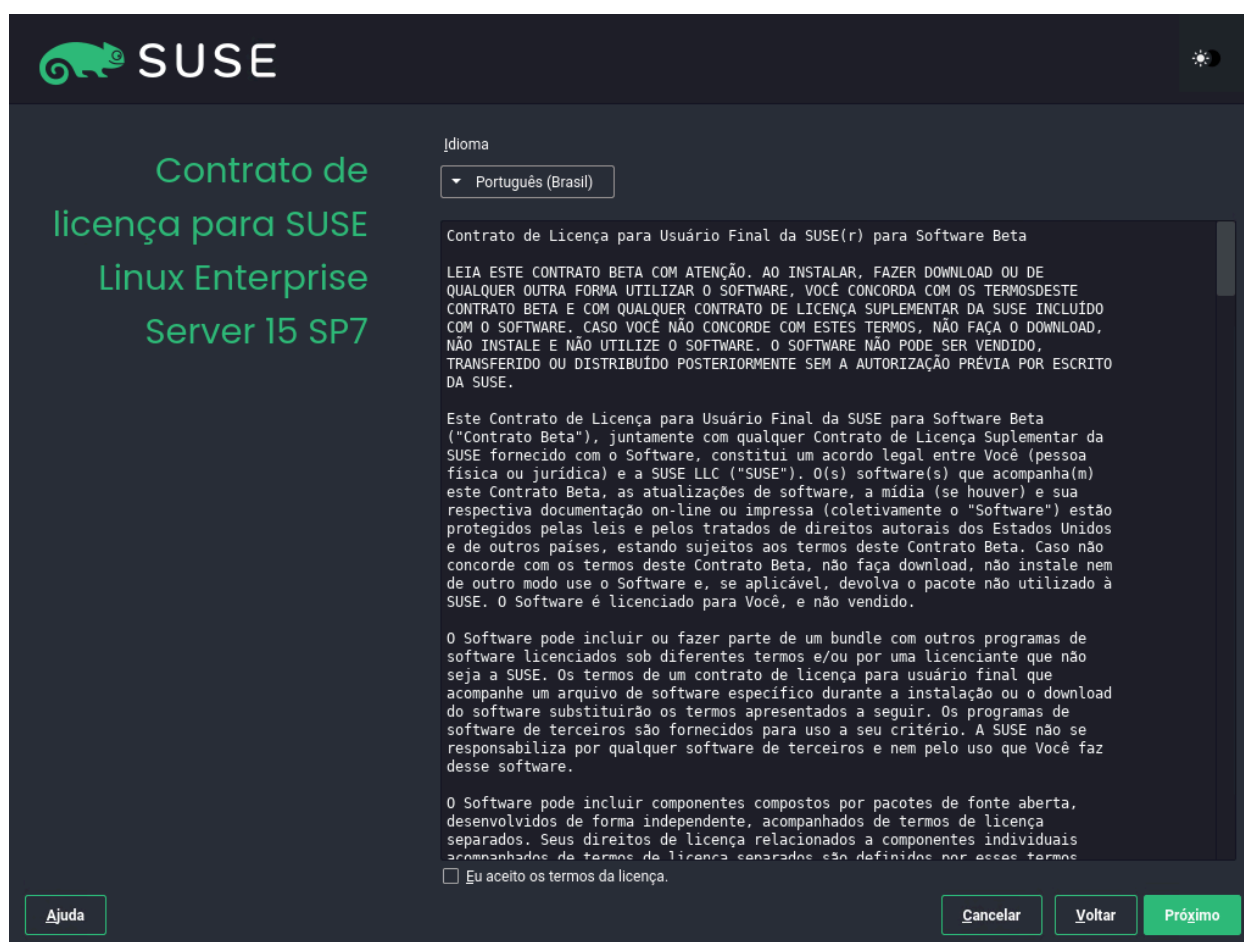 SUSE
Contrato de
licença para SUSE
Linux Enterprise
Server 15 SP7
Idioma
Português (Brasil)
Contrato de Licença para Usuário Final da SUSE(r) para Software Beta
LEIA ESTE CONTRATO BETA COM ATENÇÃO. AO INSTALAR, FAZER DOWNLOAD OU DE
QUALQUER OUTRA FORMA UTILIZAR O SOFTWARE, VOCÊ CONCORDA COM OS TERMOSDESTE
CONTRATO BETA E COM QUALQUER CONTRATO DE LICENÇA SUPLEMENTAR DA SUSE INCLUÍDO
COM O SOFTWARE. CASO VOCÊ NÃO CONCORDE COM ESTES TERMOS, NÃO FAÇA O DOWNLOAD,
NÃO INSTALE E NÃO UTILIZE O SOFTWARE. O SOFTWARE NÃO PODE SER VENDIDO,
TRANSFERIDO OU DISTRIBUÍDO POSTERIORMENTE SEM A AUTORIZAÇÃO PRÉVIA POR ESCRITO
DA SUSE.
Este Contrato de Licença para Usuário Final da SUSE para Software Beta
("Contrato Beta"), juntamente com qualquer Contrato de Licença Suplementar da
SUSE fornecido com o Software, constitui um acordo legal entre Você (pessoa
física ou jurídica) e a SUSE LLC ("SUSE"). O(s) software(s) que acompanha(m)
este Contrato Beta, as atualizações de software, a mídia (se houver) e sua
respectiva documentação on-line ou impressa (coletivamente o "Software") estão
protegidos pelas leis e pelos tratados de direitos autorais dos Estados Unidos
e de outros países, estando sujeitos aos termos deste Contrato Beta. Caso não
concorde com os termos deste Contrato Beta, não faça download, não instale nem
de outro modo use o Software e, se aplicável, devolva o pacote não utilizado à
SUSE. O Software é licenciado para Você, e não vendido.
O Software pode incluir ou fazer parte de um bundle com outros programas de
software licenciados sob diferentes termos e/ou por uma licenciante que não
seja a SUSE. Os termos de um contrato de licença para usuário final que
acompanhe um arquivo de software específico durante a instalação ou o download
do software substituirão os termos apresentados a seguir. Os programas de
software de terceiros são fornecidos para uso a seu critério. A SUSE não se
responsabiliza por qualquer software de terceiros e nem pelo uso que Você faz
desse software.
O Software pode incluir componentes compostos por pacotes de fonte aberta,
desenvolvidos de forma independente, acompanhados de termos de licença
separados. Seus direitos de licença relacionados a componentes individuais
acompanhados de termos de licença separados são definidos por esses termos
Eu aceito os termos da licença.
Ajuda
Cancelar
Voltar
Próximo